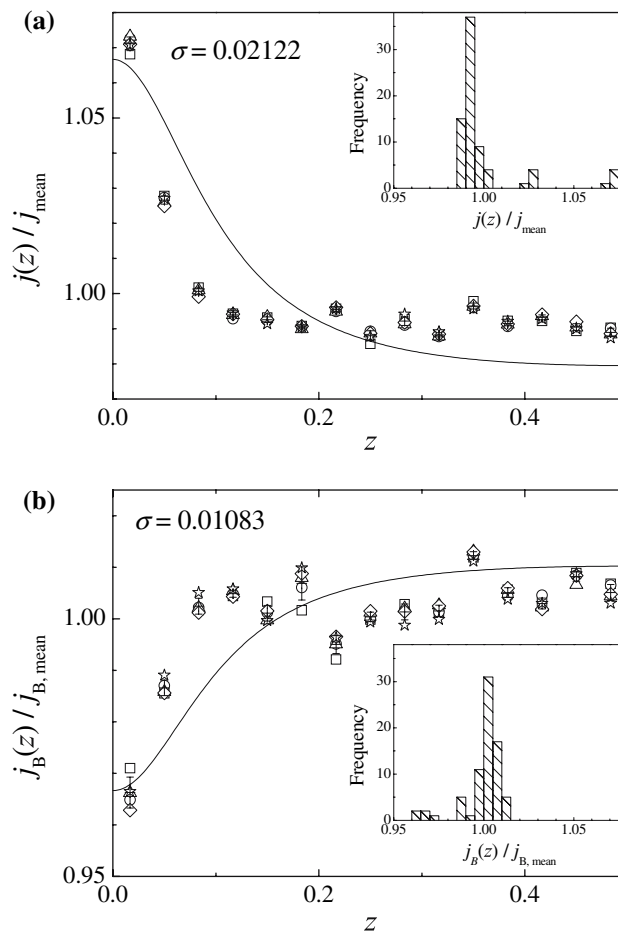 (a)
σ = 0.02122
j(z) / j_mean
1.05
1.00
0.0
0.2
0.4
z
Frequency
30
20
10
0
0.95
1.00
1.05
j(z) / j_mean
(b)
σ = 0.01083
j_B(z) / j_B, mean
1.00
0.95
0.0
0.2
0.4
z
Frequency
30
20
10
0
0.95
1.00
1.05
j_B(z) / j_B, mean